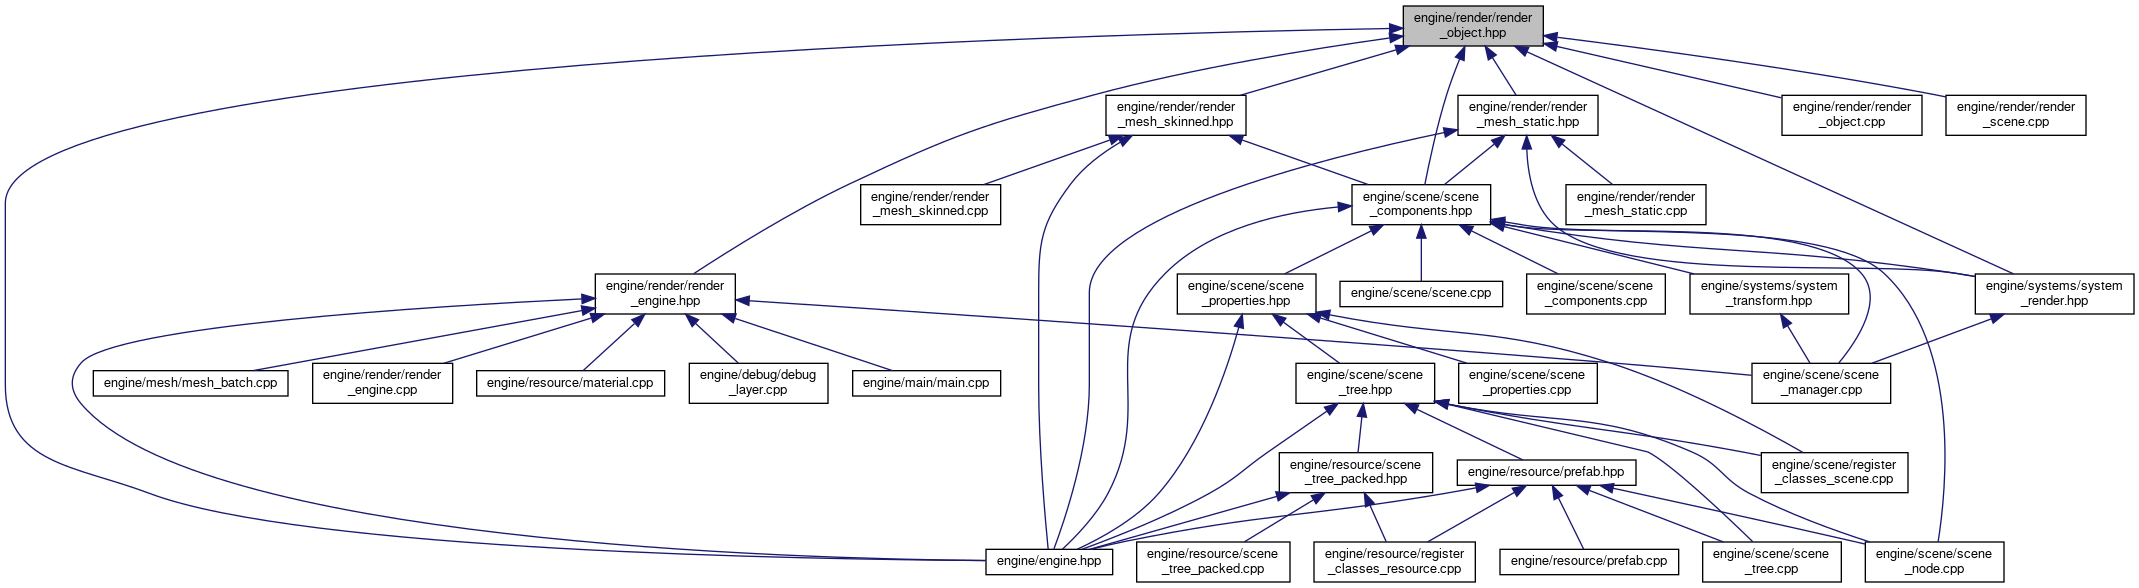 engine/render/render
_object.hpp
engine/render/render
_mesh_skinned.hpp
engine/render/render
_mesh_static.hpp
engine/render/render
_object.cpp
engine/render/render
_scene.cpp
engine/render/render
_mesh_skinned.cpp
engine/scene/scene
_components.hpp
engine/render/render
_mesh_static.cpp
engine/render/render
_engine.hpp
engine/scene/scene
_properties.hpp
engine/scene/scene.cpp
engine/scene/scene
_components.cpp
engine/systems/system
_transform.hpp
engine/systems/system
_render.hpp
engine/mesh/mesh_batch.cpp
engine/render/render
_engine.cpp
engine/resource/material.cpp
engine/debug/debug
_layer.cpp
engine/main/main.cpp
engine/scene/scene
_tree.hpp
engine/scene/scene
_properties.cpp
engine/scene/scene
_manager.cpp
engine/resource/scene
_tree_packed.hpp
engine/resource/prefab.hpp
engine/scene/register
_classes_scene.cpp
engine/engine.hpp
engine/resource/scene
_tree_packed.cpp
engine/resource/register
_classes_resource.cpp
engine/resource/prefab.cpp
engine/scene/scene
_tree.cpp
engine/scene/scene
_node.cpp